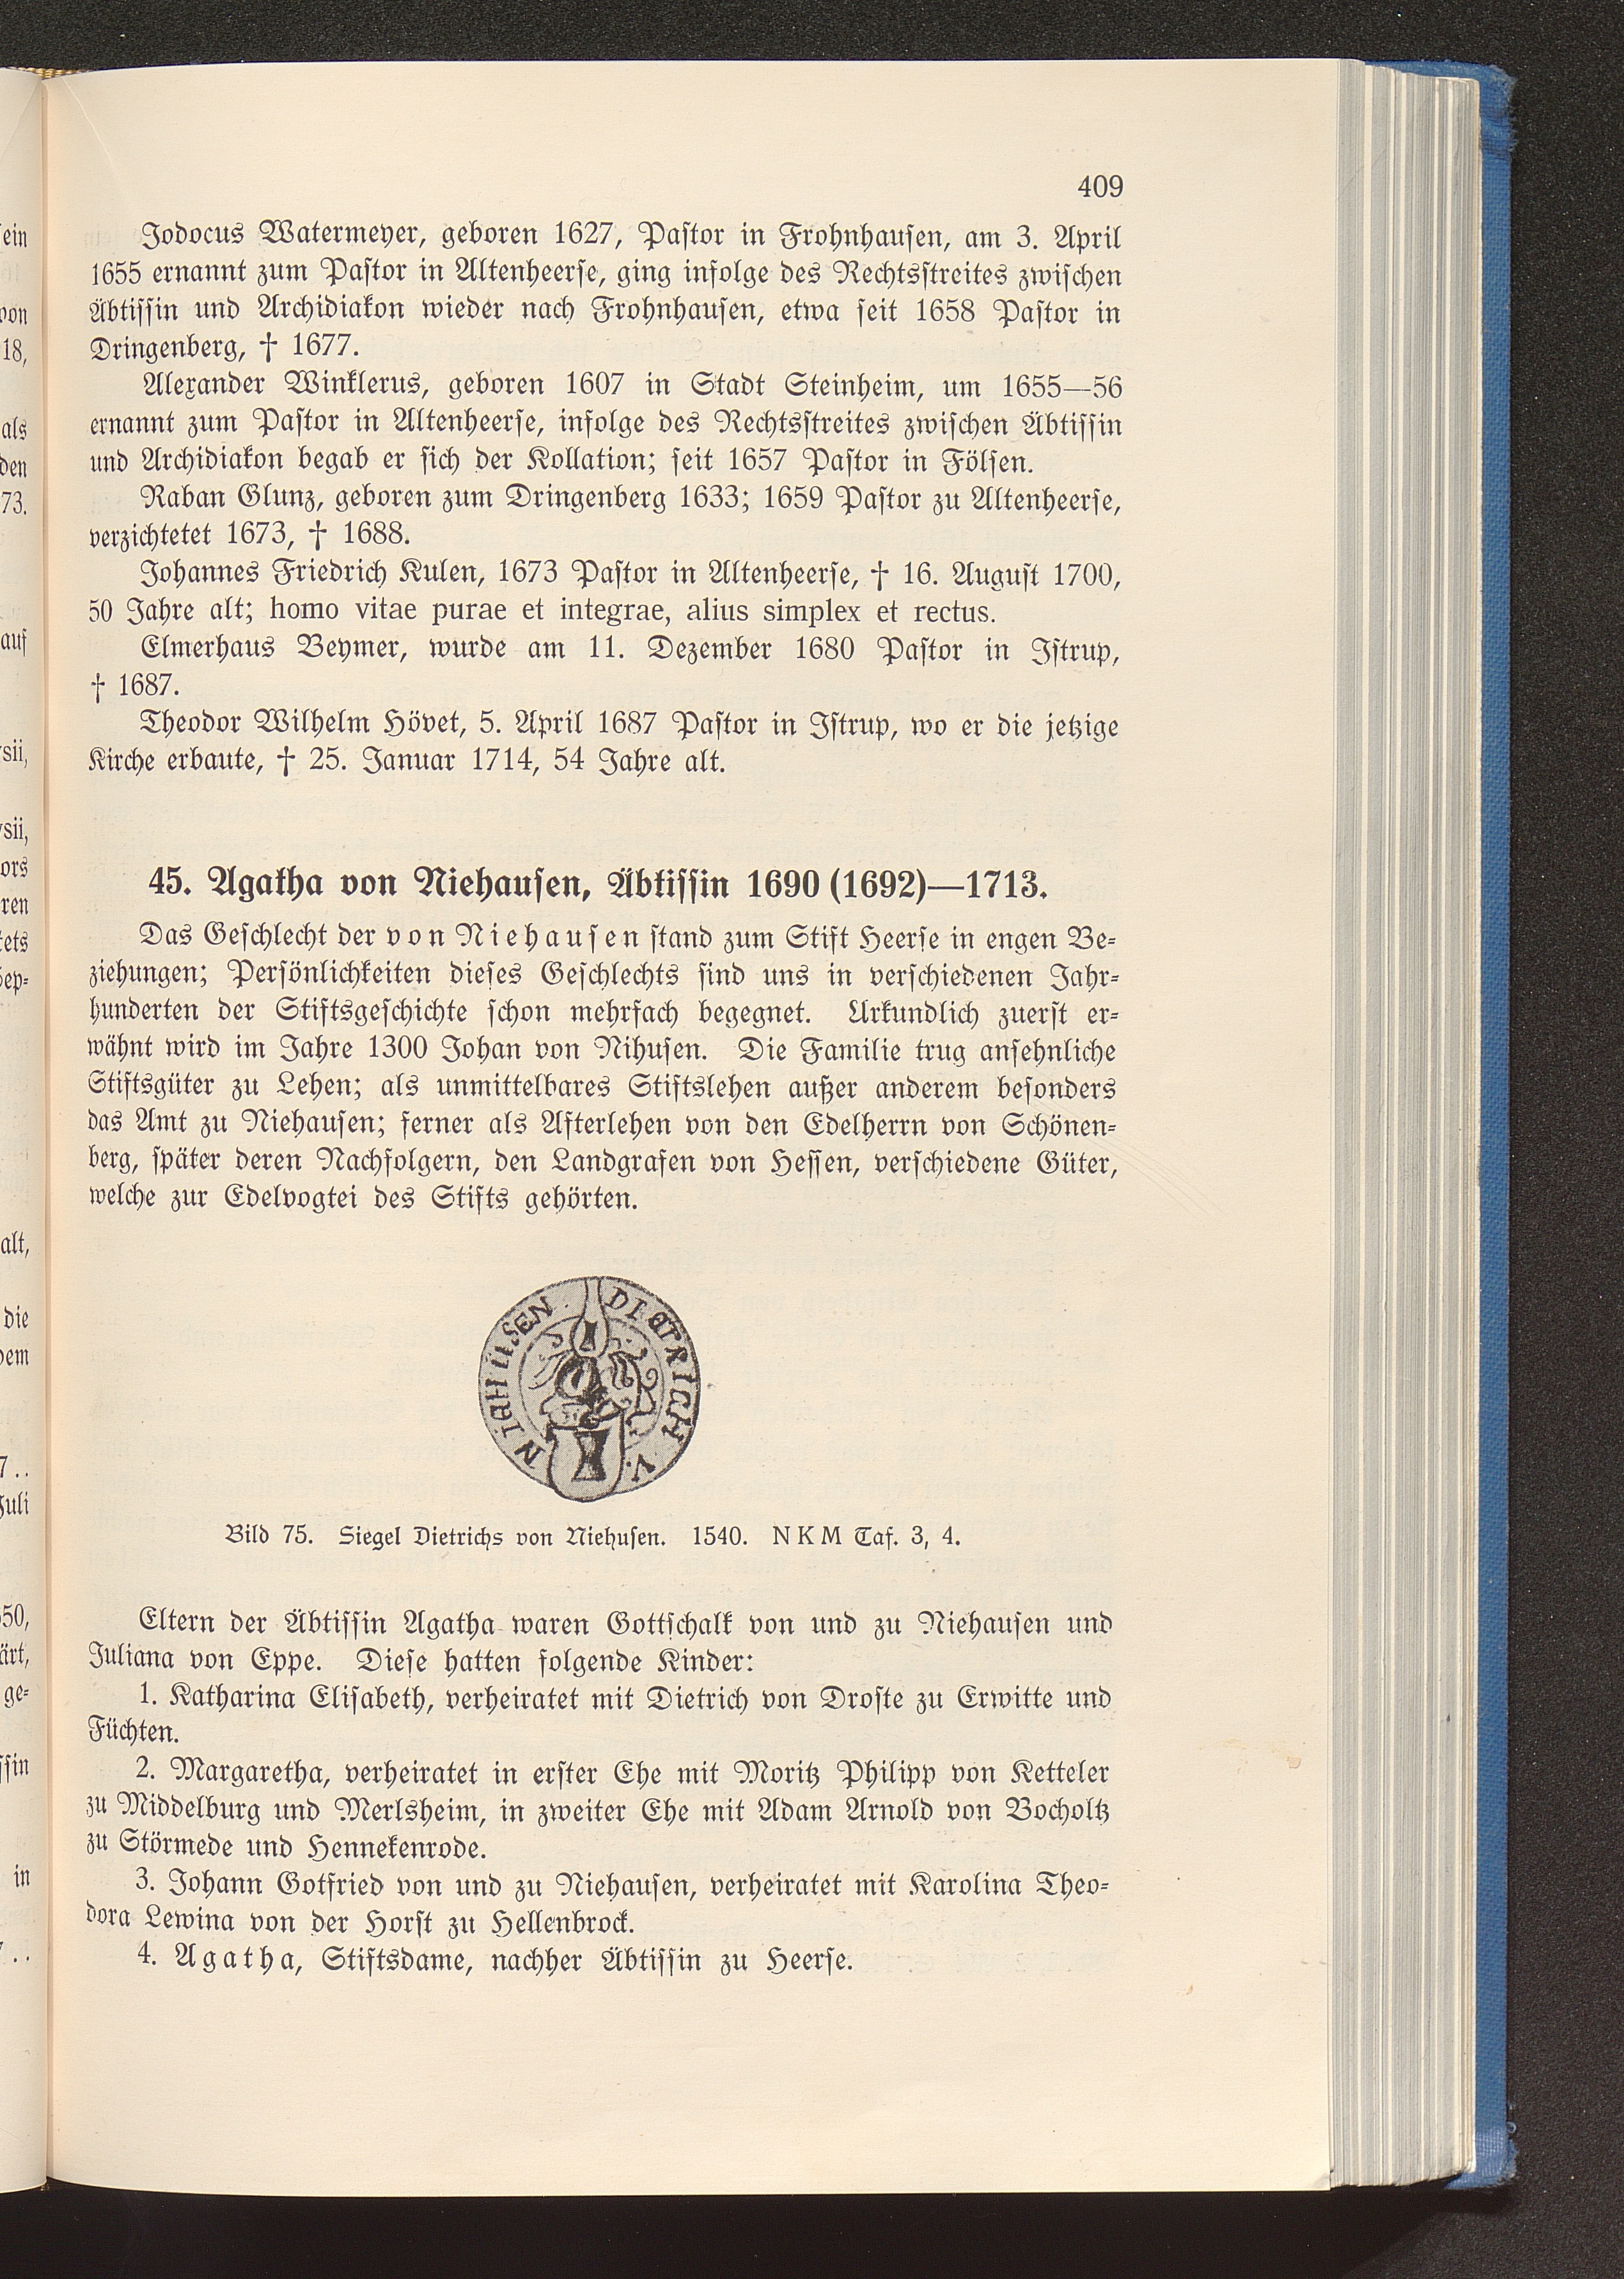 409
Jodocus Watermeyer, geboren 1627, Pastor in Frohnhausen, am 3. April
1655 ernannt zum Pastor in Altenheerse, ging infolge des Rechtsstreites zwischen
Äbtissin und Archidiakon wieder nach Frohnhausen, etwa seit 1658 Pastor in
Dringenberg, † 1677.
Alexander Winklerus, geboren 1607 in Stadt Steinheim, um 1655—56
ernannt zum Pastor in Altenheerse, infolge des Rechtsstreites zwischen Äbtissin
und Archidiakon begab er sich der Kollation; seit 1657 Pastor in Fölsen.
Raban Glunz, geboren zum Dringenberg 1633; 1659 Pastor zu Altenheerse,
verzichtetet 1673, † 1688.
Johannes Friedrich Kulen, 1673 Pastor in Altenheerse, † 16. August 1700,
50 Jahre alt; homo vitae purae et integrae, alius simplex et rectus.
Elmerhaus Beymer, wurde am 11. Dezember 1680 Pastor in Istrup,
† 1687.
Theodor Wilhelm Hövet, 5. April 1687 Pastor in Istrup, wo er die jetzige
Kirche erbaute, † 25. Januar 1714, 54 Jahre alt.
45. Agatha von Niehausen, Äbtissin 1690 (1692)—1713.
Das Geschlecht der von Niehausen stand zum Stift Heerse in engen Be-
ziehungen; Persönlichkeiten dieses Geschlechts sind uns in verschiedenen Jahr-
hunderten der Stiftsgeschichte schon mehrfach begegnet. Urkundlich zuerst er-
wähnt wird im Jahre 1300 Johan von Nihusen. Die Familie trug ansehnliche
Stiftsgüter zu Lehen; als unmittelbares Stiftslehen außer anderem besonders
das Amt zu Niehausen; ferner als Afterlehen von den Edelherrn von Schönen-
berg, später deren Nachfolgern, den Landgrafen von Hessen, verschiedene Güter,
welche zur Edelvogtei des Stifts gehörten.
DIETRICH V. NIEHUSEN
Bild 75. Siegel Dietrichs von Niehusen. 1540. NKM Taf. 3, 4.
Eltern der Äbtissin Agatha waren Gottschalk von und zu Niehausen und
Juliana von Eppe. Diese hatten folgende Kinder:
1. Katharina Elisabeth, verheiratet mit Dietrich von Droste zu Erwitte und
Füchten.
2. Margaretha, verheiratet in erster Ehe mit Moritz Philipp von Ketteler
zu Middelburg und Merlsheim, in zweiter Ehe mit Adam Arnold von Bocholtz
zu Störmede und Hennekenrode.
3. Johann Gotfried von und zu Niehausen, verheiratet mit Karolina Theo-
dora Lewina von der Horst zu Hellenbrock.
4. Agatha, Stiftsdame, nachher Äbtissin zu Heerse.